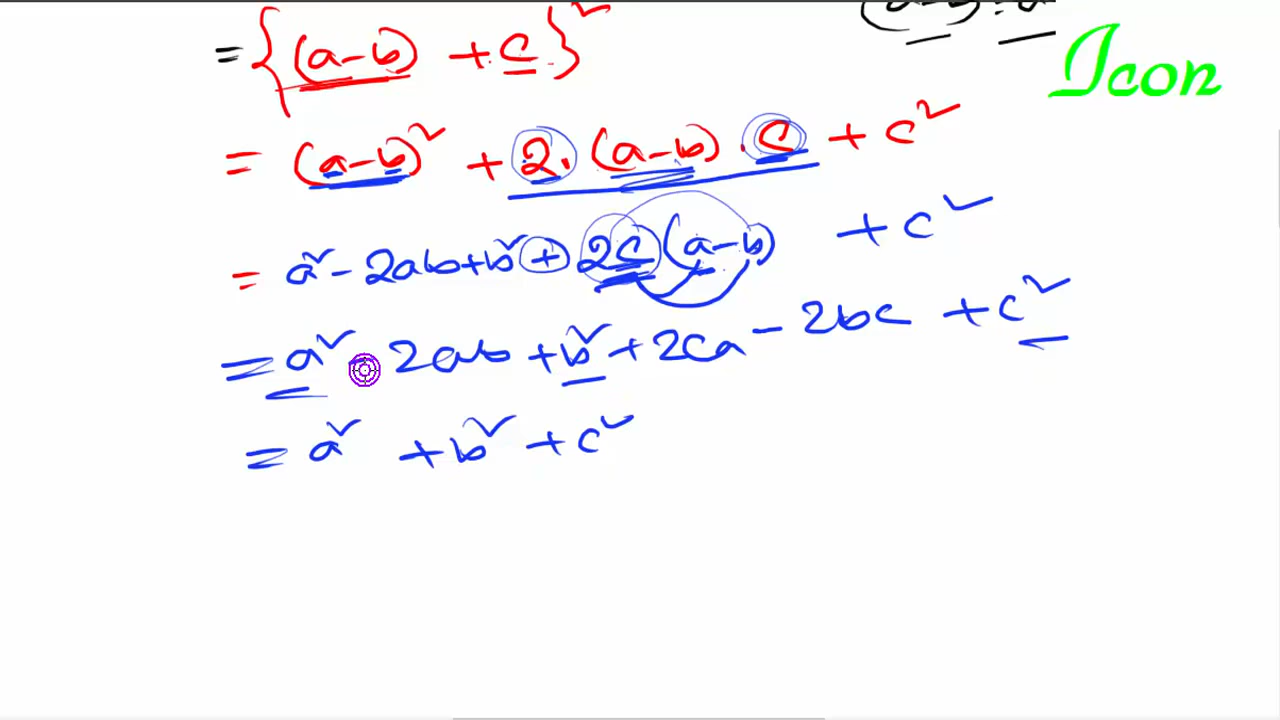 = {(a-b) + c}²
Icon
= (a-b)² + 2. (a-b) . c + c²
= a² - 2ab + b² + 2c (a-b) + c²
= a² - 2ab + b² + 2ca - 2bc + c²
= a² + b² + c²